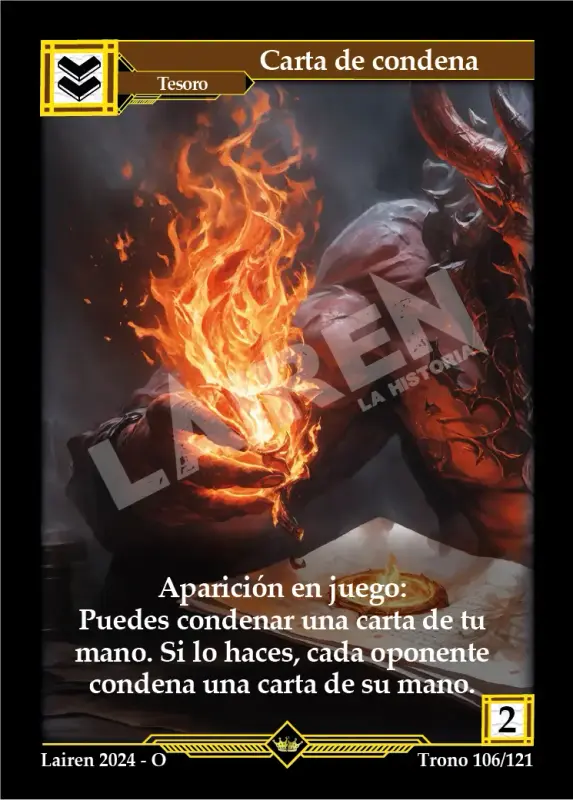 Carta de condena
Tesoro
LAIREN
LA HISTORIA
Aparición en juego:
Puedes condenar una carta de tu
mano. Si lo haces, cada oponente
condena una carta de su mano.
2
Lairen 2024 - O
Trono 106/121